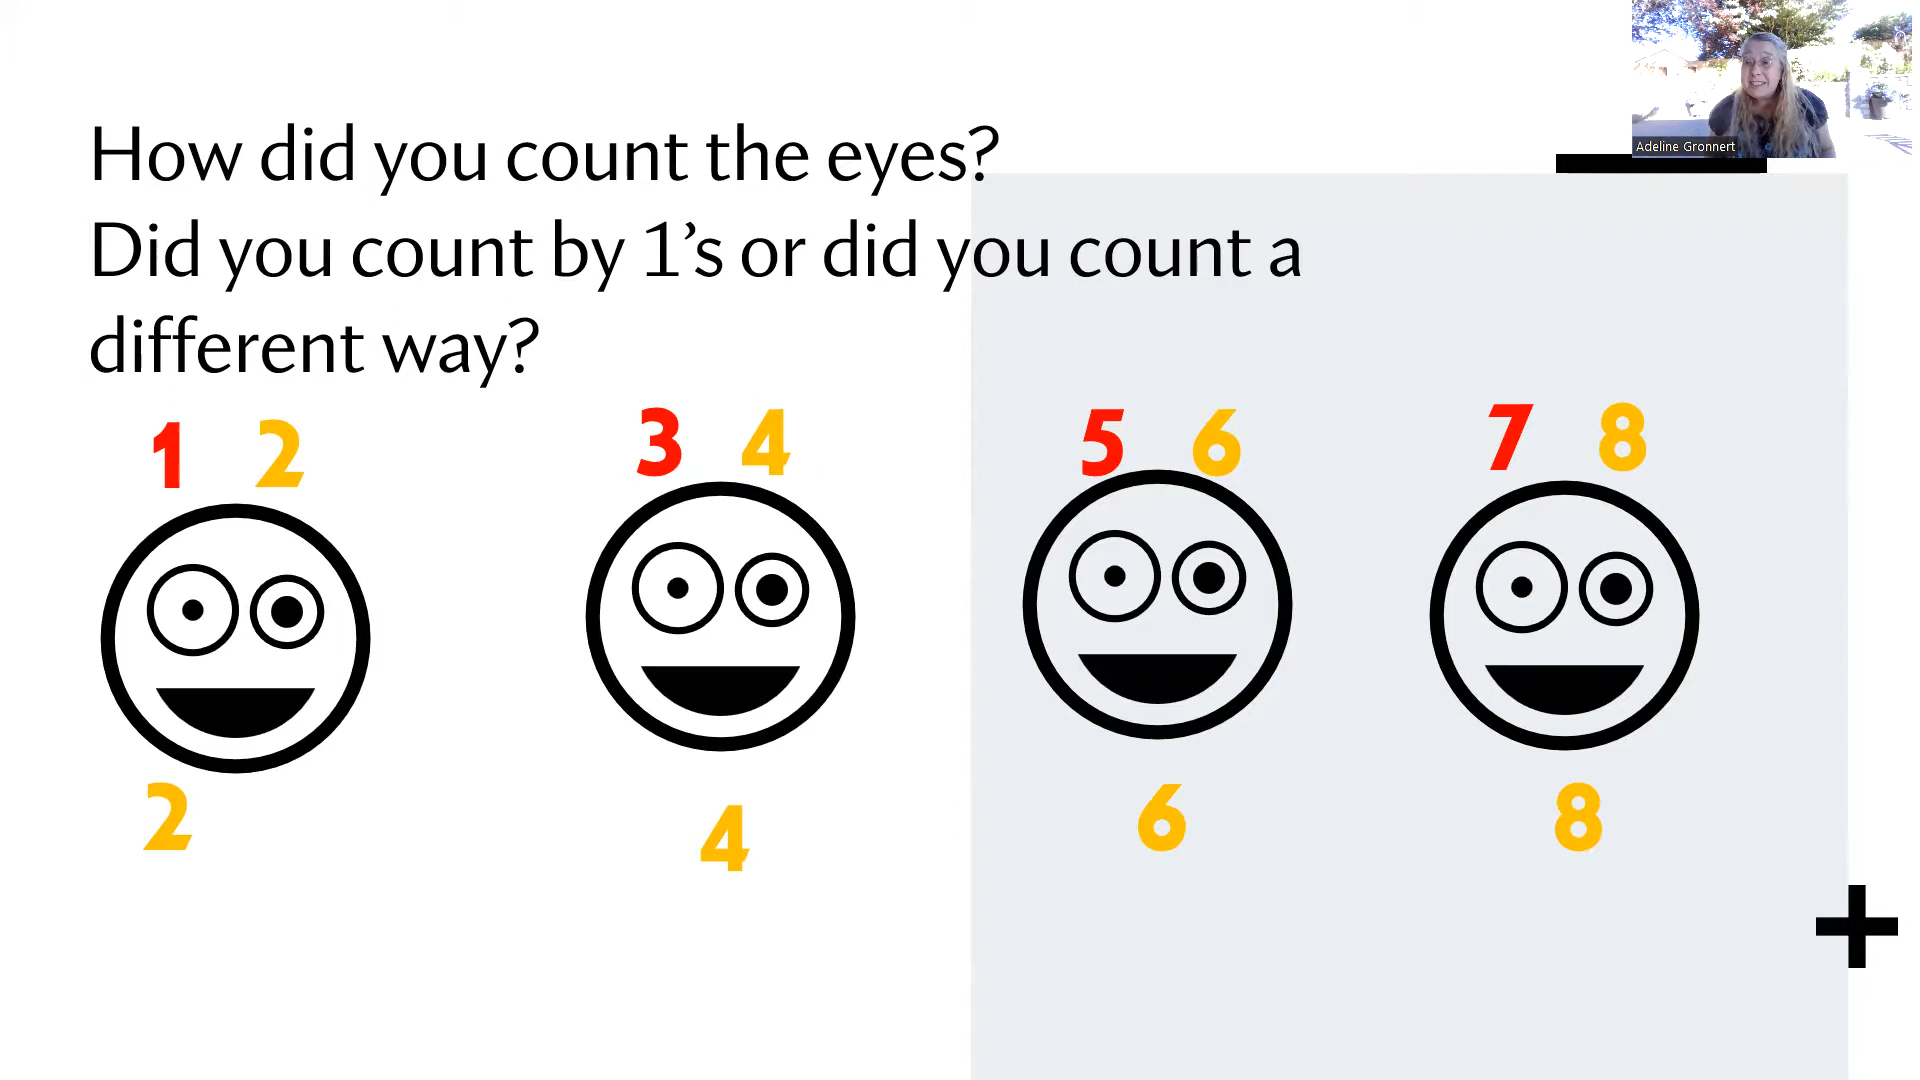 Adeline Gronnert
How did you count the eyes?
Did you count by 1’s or did you count a
different way?
1 2 3 4 5 6 7 8
2 4 6 8